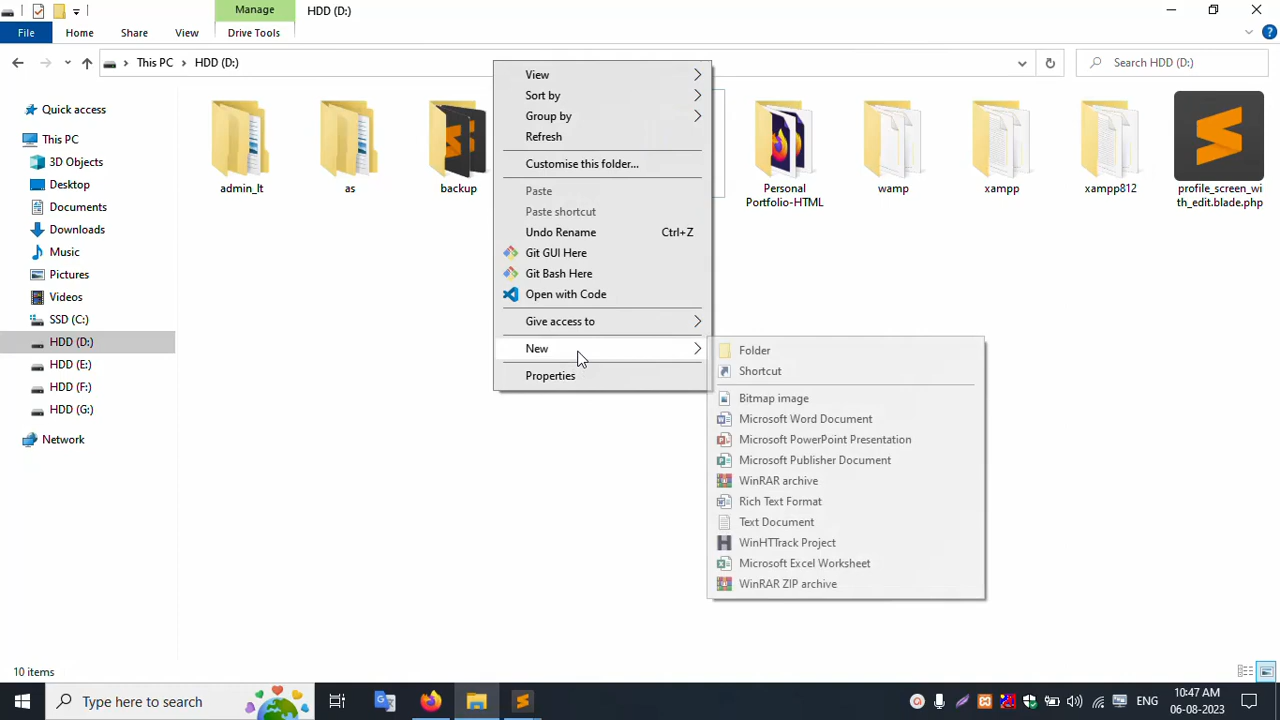 Manage
HDD (D:)
File
Home
Share
View
Drive Tools
This PC
HDD (D:)
Search HDD (D:)
Quick access
This PC
3D Objects
Desktop
Documents
Downloads
Music
Pictures
Videos
SSD (C:)
HDD (D:)
HDD (E:)
HDD (F:)
HDD (G:)
Network
admin_lt
as
backup
Personal
Portfolio-HTML
wamp
xampp
xampp812
profile_screen_wi
th_edit.blade.php
View
Sort by
Group by
Refresh
Customise this folder...
Paste
Paste shortcut
Undo Rename Ctrl+Z
Git GUI Here
Git Bash Here
Open with Code
Give access to
New
Properties
Folder
Shortcut
Bitmap image
Microsoft Word Document
Microsoft PowerPoint Presentation
Microsoft Publisher Document
WinRAR archive
Rich Text Format
Text Document
WinHTTrack Project
Microsoft Excel Worksheet
WinRAR ZIP archive
10 items
Type here to search
ENG
10:47 AM
06-08-2023